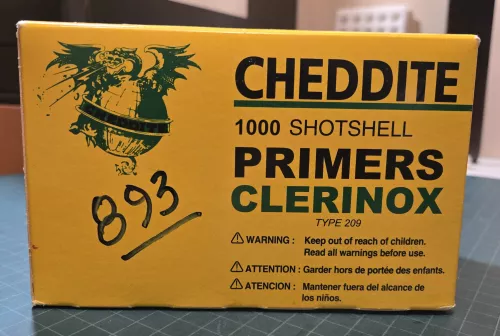 CHEDDITE
1000 SHOTSHELL
PRIMERS
CLERINOX
TYPE 209
893
⚠ WARNING : Keep out of reach of children.
Read all warnings before use.
⚠ ATTENTION : Garder hors de portée des enfants.
⚠ ATENCION : Mantener fuera del alcance de
los niños.